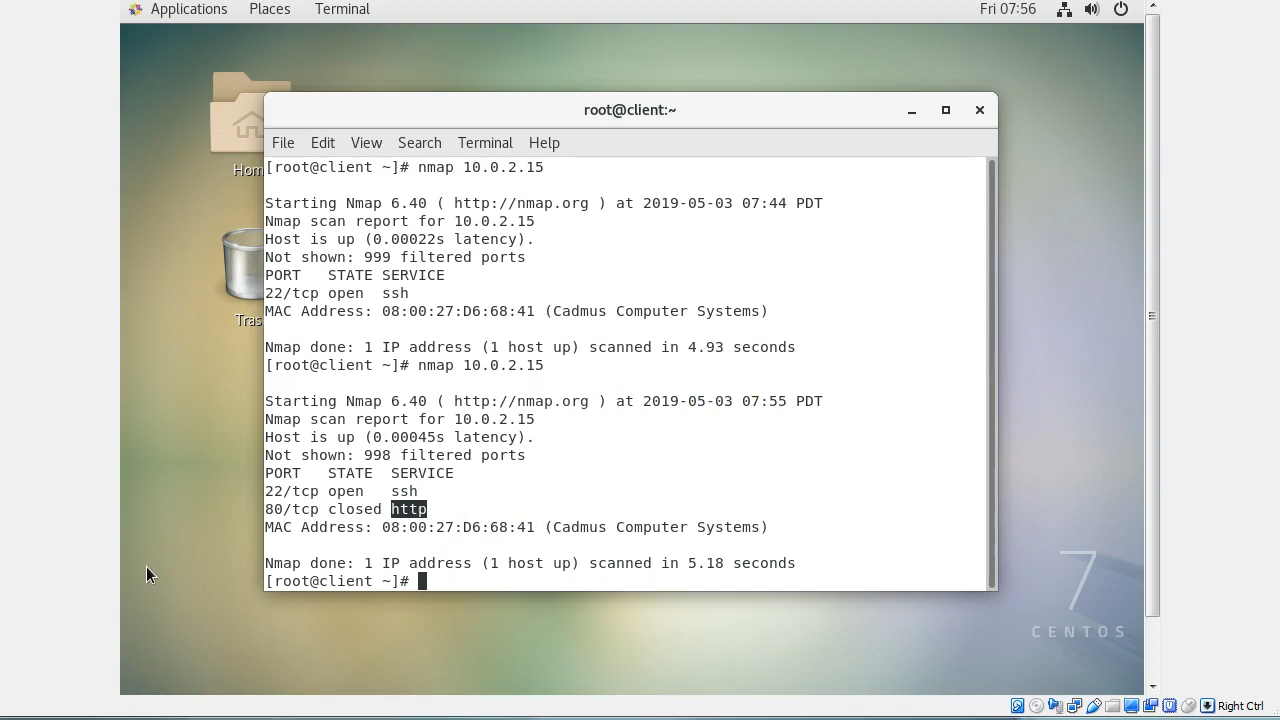 Applications Places Terminal Fri 07:56
root@client:~
File Edit View Search Terminal Help
[root@client ~]# nmap 10.0.2.15
Starting Nmap 6.40 ( http://nmap.org ) at 2019-05-03 07:44 PDT
Nmap scan report for 10.0.2.15
Host is up (0.00022s latency).
Not shown: 999 filtered ports
PORT   STATE SERVICE
22/tcp open  ssh
MAC Address: 08:00:27:D6:68:41 (Cadmus Computer Systems)
Nmap done: 1 IP address (1 host up) scanned in 4.93 seconds
[root@client ~]# nmap 10.0.2.15
Starting Nmap 6.40 ( http://nmap.org ) at 2019-05-03 07:55 PDT
Nmap scan report for 10.0.2.15
Host is up (0.00045s latency).
Not shown: 998 filtered ports
PORT   STATE  SERVICE
22/tcp open   ssh
80/tcp closed http
MAC Address: 08:00:27:D6:68:41 (Cadmus Computer Systems)
Nmap done: 1 IP address (1 host up) scanned in 5.18 seconds
[root@client ~]#
Hom
Tras
7
CENTOS
Right Ctrl